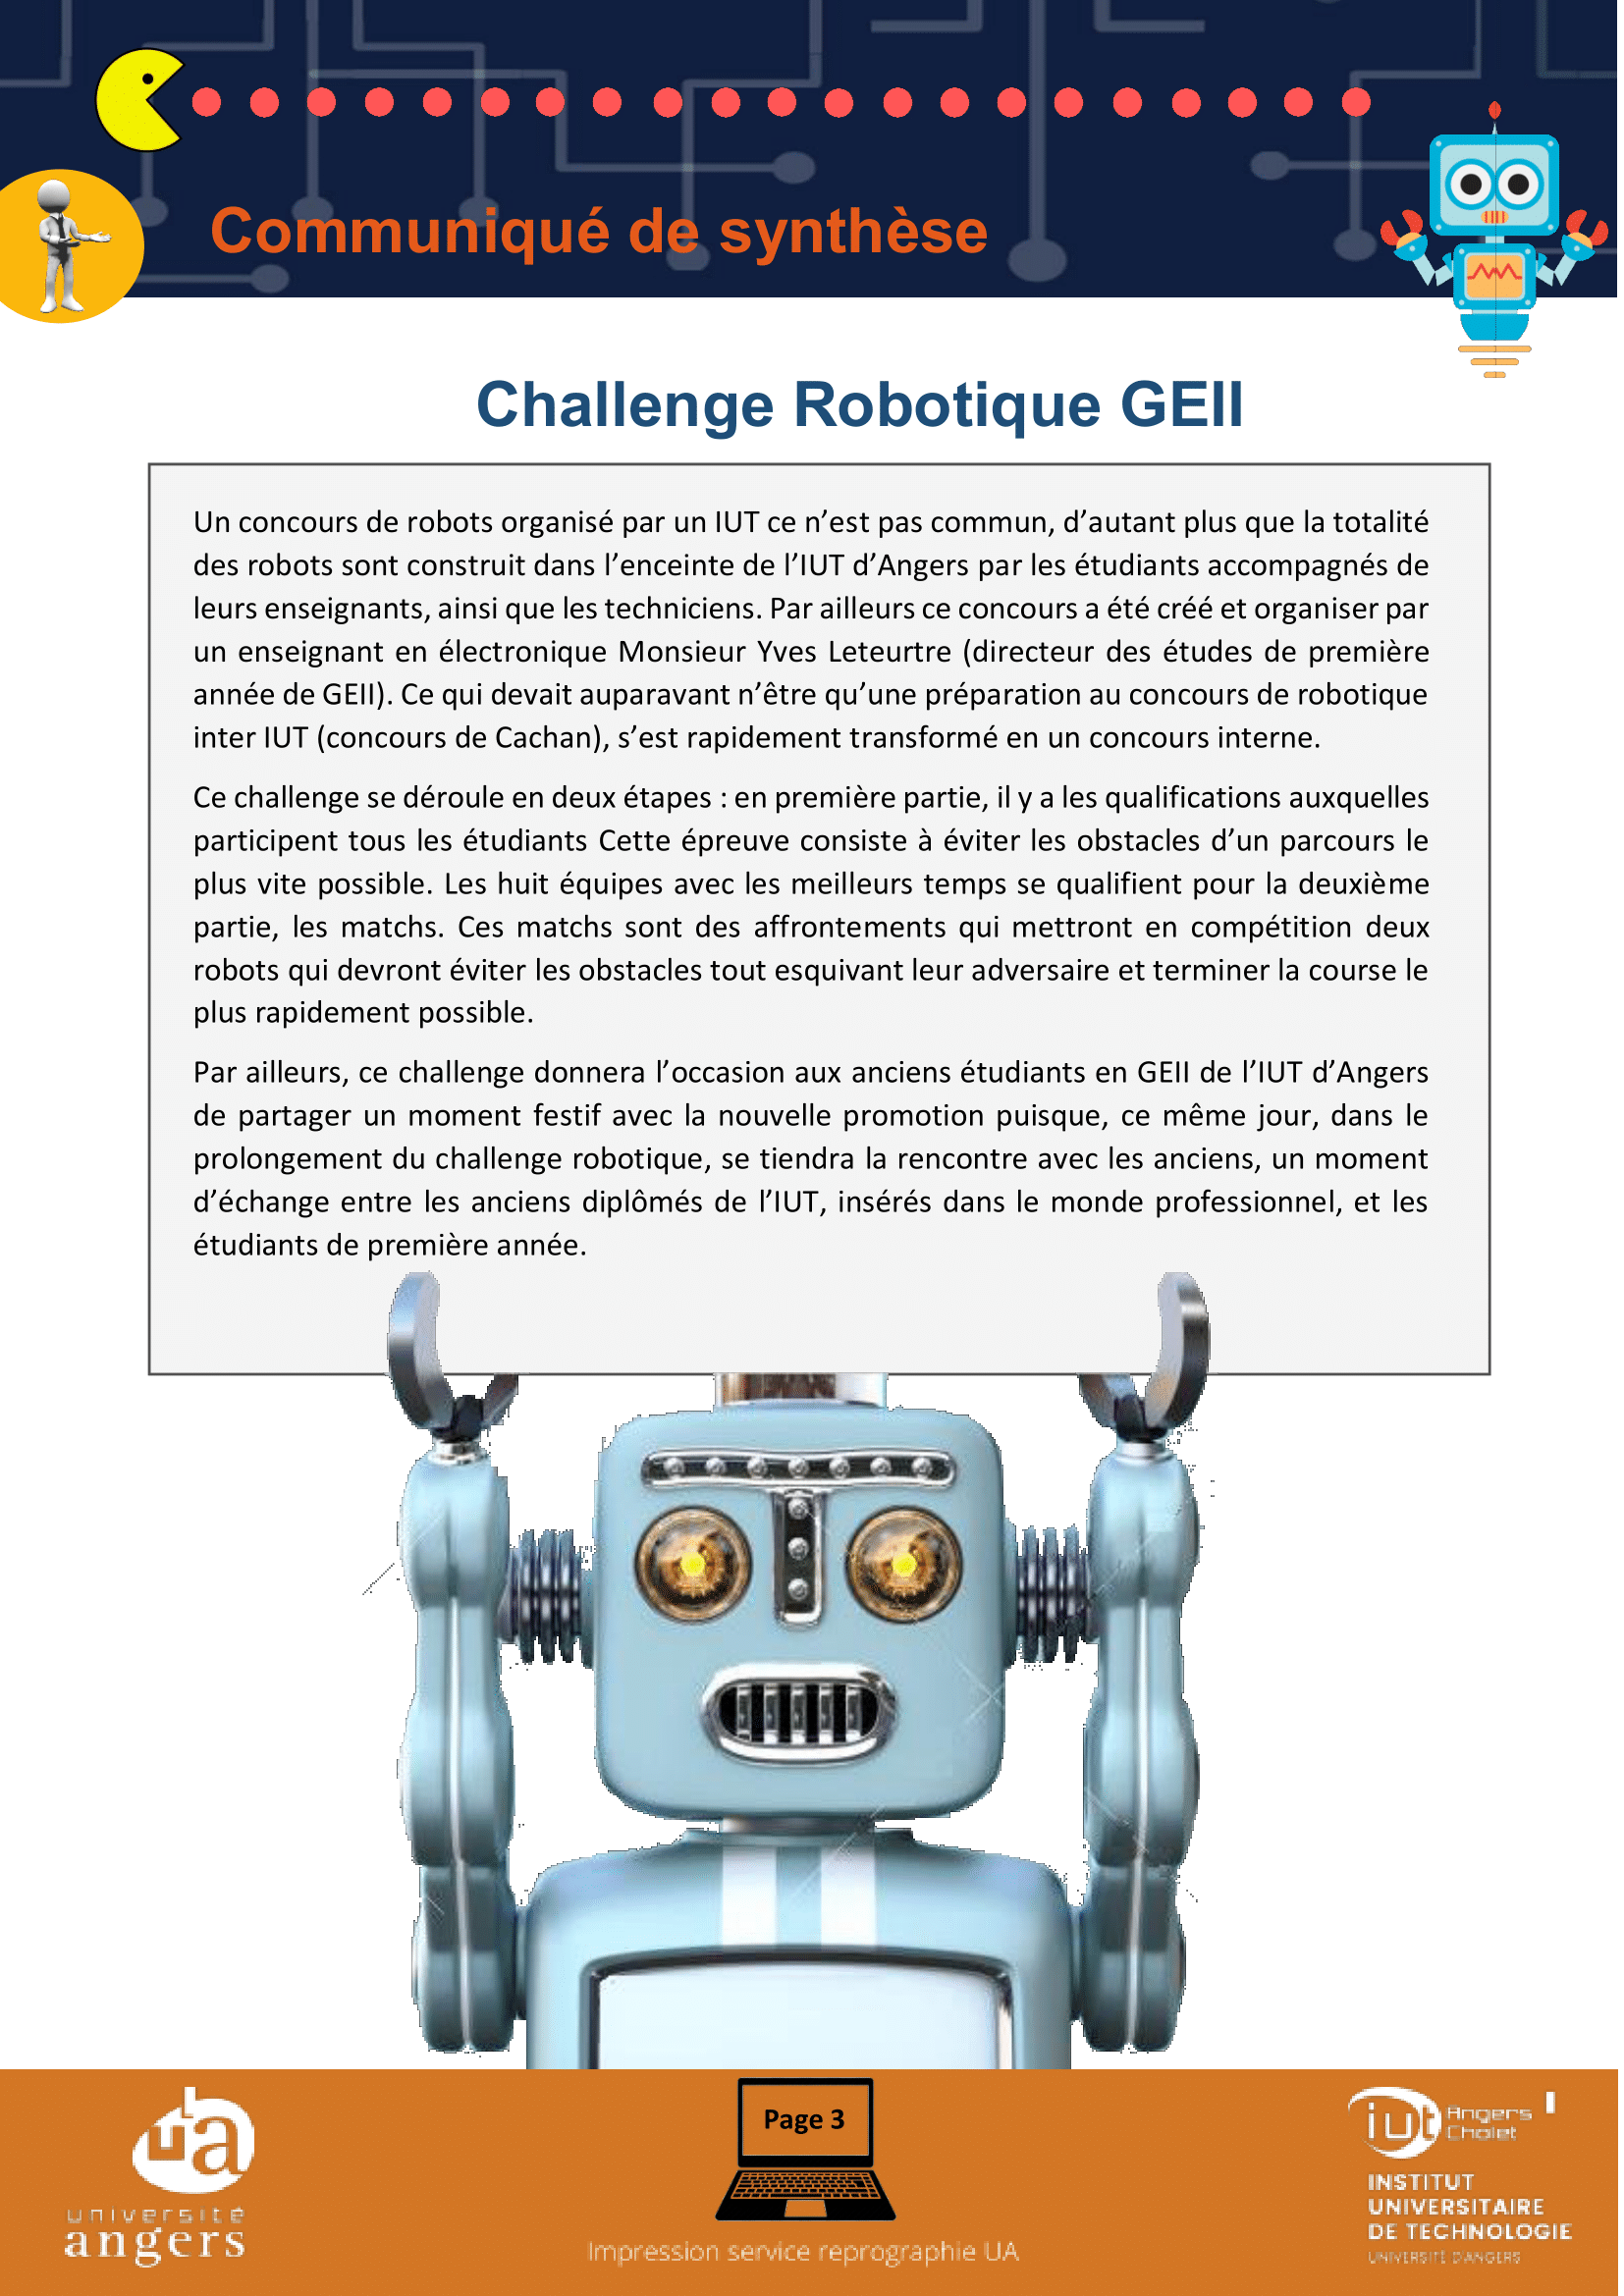 Communiqué de synthèse
Challenge Robotique GEII
Un concours de robots organisé par un IUT ce n’est pas commun, d’autant plus que la totalité
des robots sont construit dans l’enceinte de l’IUT d’Angers par les étudiants accompagnés de
leurs enseignants, ainsi que les techniciens. Par ailleurs ce concours a été créé et organiser par
un enseignant en électronique Monsieur Yves Leteurtre (directeur des études de première
année de GEII). Ce qui devait auparavant n’être qu’une préparation au concours de robotique
inter IUT (concours de Cachan), s’est rapidement transformé en un concours interne.
Ce challenge se déroule en deux étapes : en première partie, il y a les qualifications auxquelles
participent tous les étudiants Cette épreuve consiste à éviter les obstacles d’un parcours le
plus vite possible. Les huit équipes avec les meilleurs temps se qualifient pour la deuxième
partie, les matchs. Ces matchs sont des affrontements qui mettront en compétition deux
robots qui devront éviter les obstacles tout esquivant leur adversaire et terminer la course le
plus rapidement possible.
Par ailleurs, ce challenge donnera l’occasion aux anciens étudiants en GEII de l’IUT d’Angers
de partager un moment festif avec la nouvelle promotion puisque, ce même jour, dans le
prolongement du challenge robotique, se tiendra la rencontre avec les anciens, un moment
d’échange entre les anciens diplômés de l’IUT, insérés dans le monde professionnel, et les
étudiants de première année.
ua
université
angers
Page 3
Impression service reprographie UA
iut Angers
Cholet
INSTITUT
UNIVERSITAIRE
DE TECHNOLOGIE
UNIVERSITÉ D'ANGERS